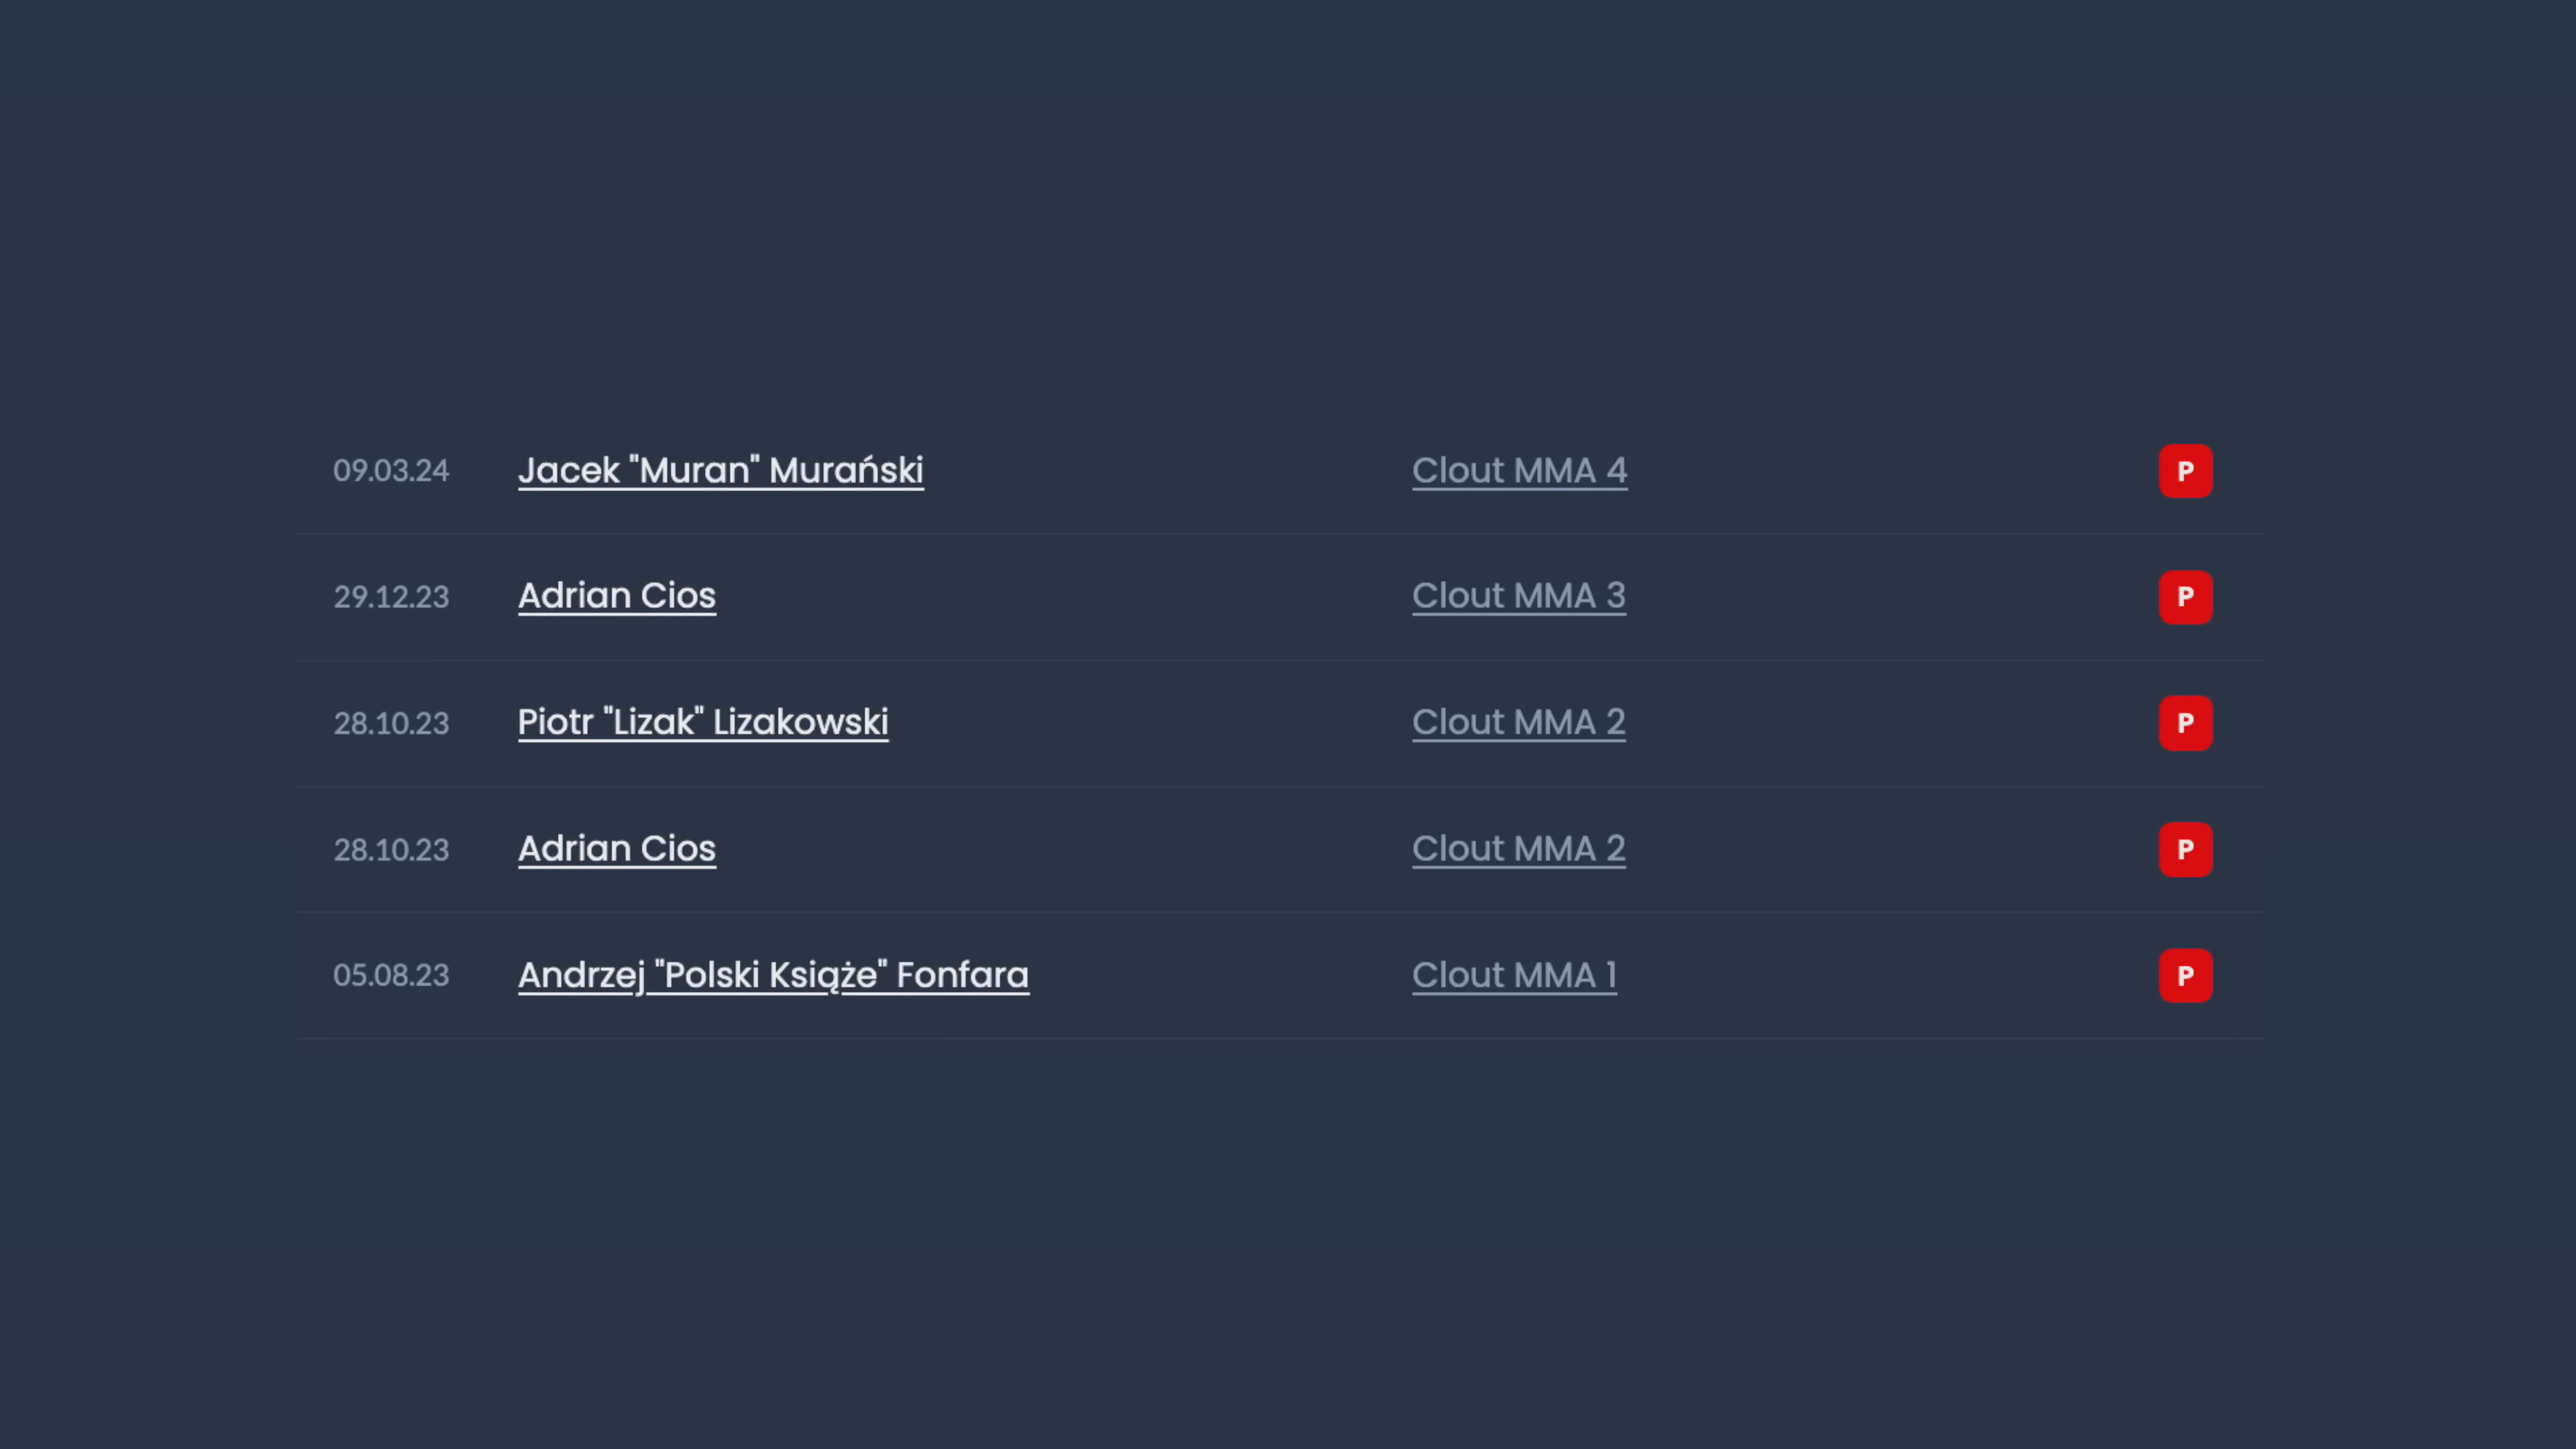 09.03.24 Jacek "Muran" Murański Clout MMA 4 P
29.12.23 Adrian Cios Clout MMA 3 P
28.10.23 Piotr "Lizak" Lizakowski Clout MMA 2 P
28.10.23 Adrian Cios Clout MMA 2 P
05.08.23 Andrzej "Polski Książe" Fonfara Clout MMA 1 P